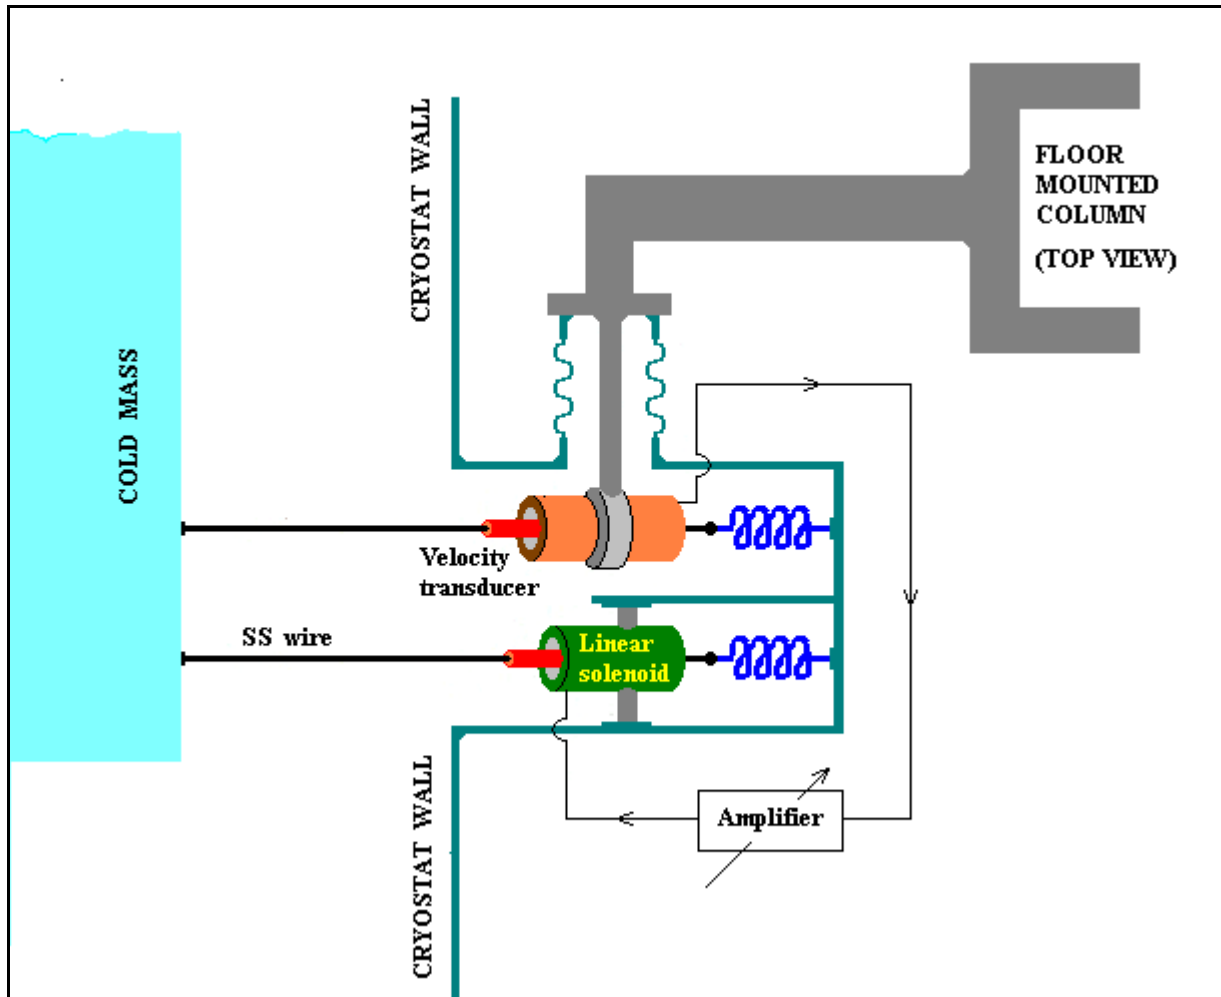 CRYOSTAT WALL
FLOOR
MOUNTED
COLUMN
(TOP VIEW)
COLD MASS
Velocity
transducer
SS wire
Linear
solenoid
CRYOSTAT WALL
Amplifier